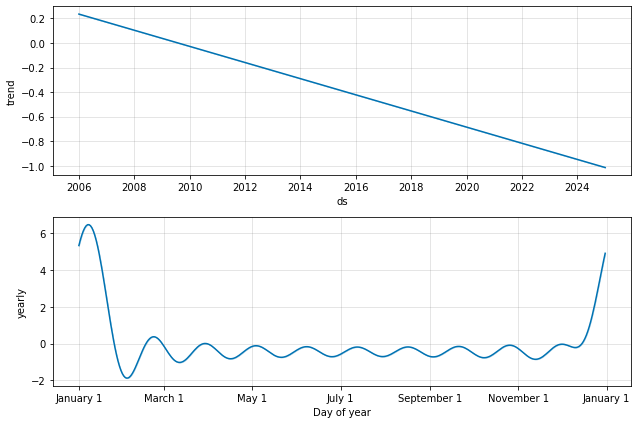 0.2
0.0
−0.2
−0.4
−0.6
−0.8
−1.0
trend
2006 2008 2010 2012 2014 2016 2018 2020 2022 2024
ds
6
4
2
0
−2
yearly
January 1 March 1 May 1 July 1 September 1 November 1 January 1
Day of year